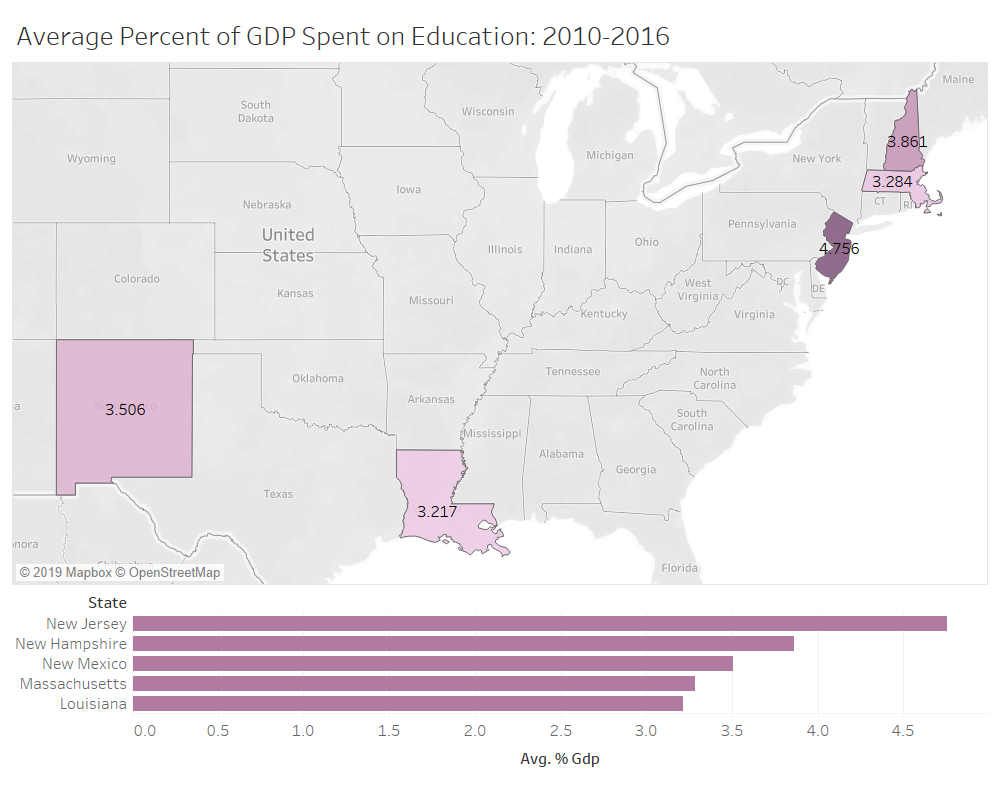 Average Percent of GDP Spent on Education: 2010-2016
Maine
South
Dakota
Wisconsin
3.861
Wyoming
Michigan
New York
3.284
Iowa
CT
RI
Nebraska
Pennsylvania
United
States
Illinois
Indiana
Ohio
4.756
Colorado
Kansas
West
Virginia
DC
DE
Missouri
Kentucky
Virginia
Oklahoma
Tennessee
North
Carolina
3.506
Arkansas
South
Carolina
Mississippi
Alabama
Georgia
Texas
3.217
Florida
© 2019 Mapbox © OpenStreetMap
State
New Jersey
New Hampshire
New Mexico
Massachusetts
Louisiana
0.0 0.5 1.0 1.5 2.0 2.5 3.0 3.5 4.0 4.5
Avg. % Gdp